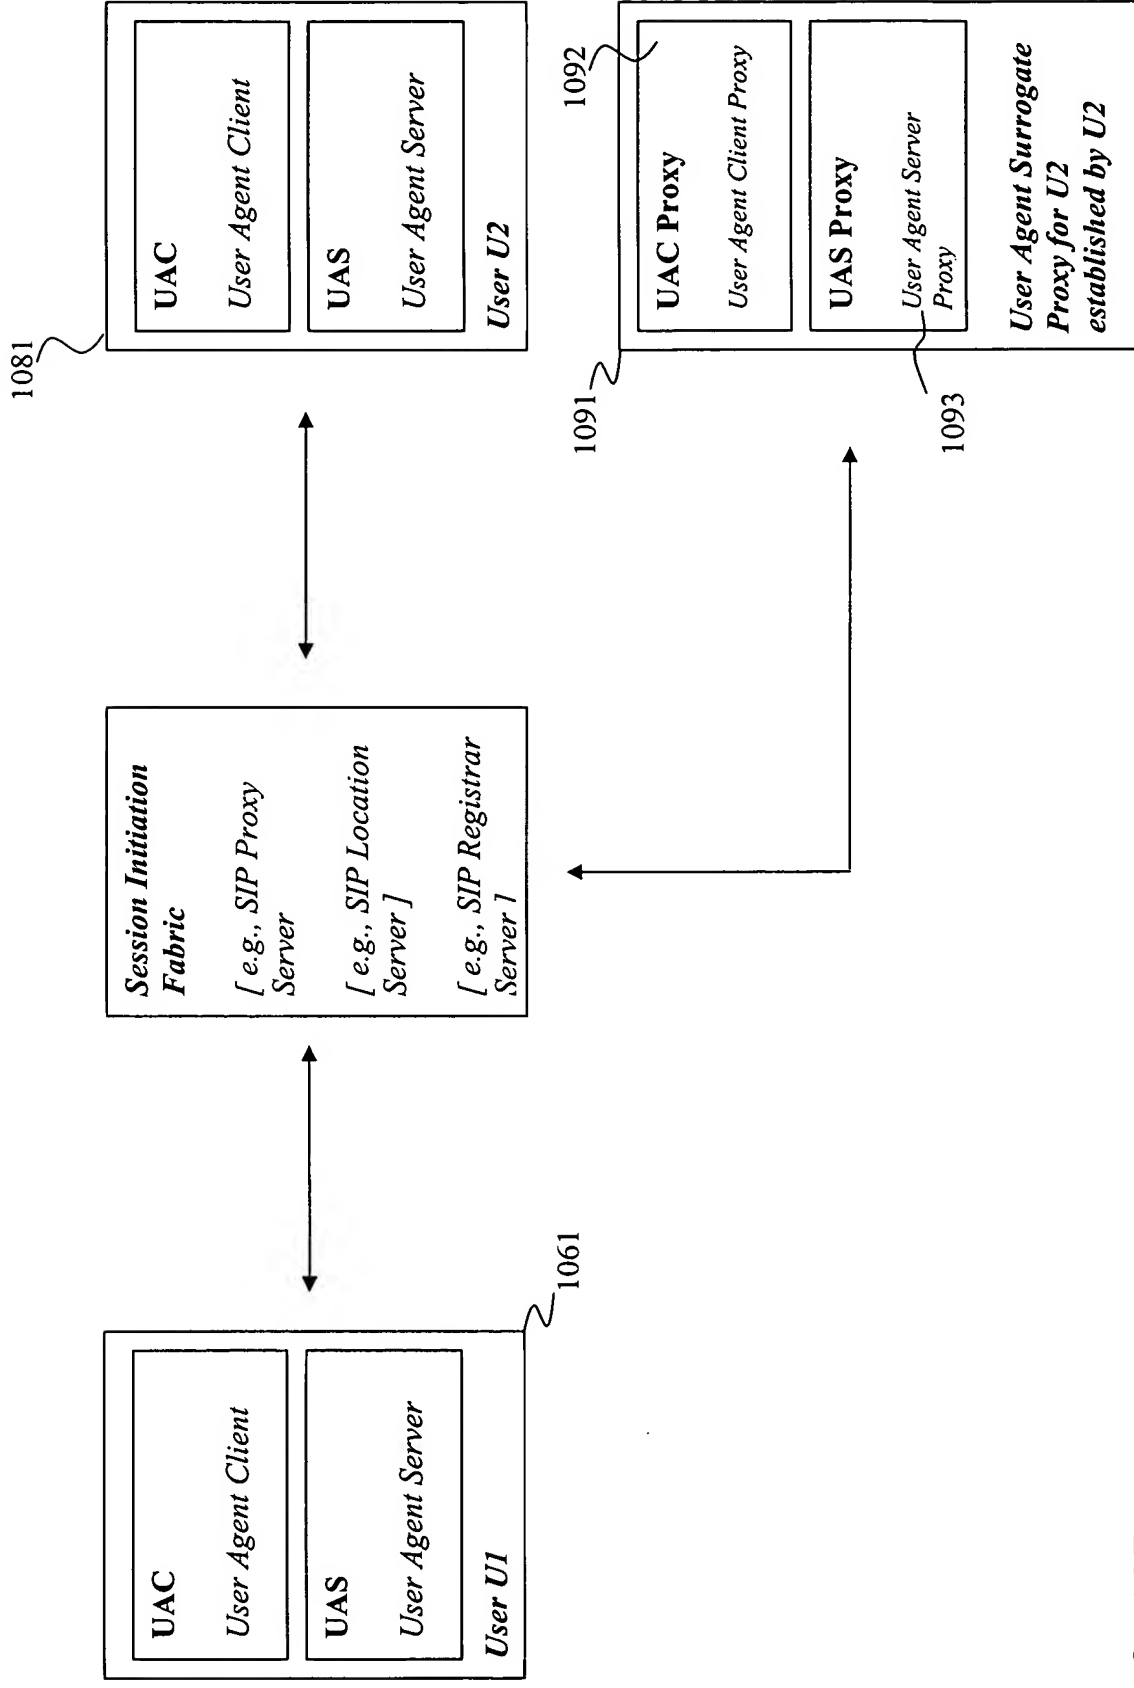 UAC
User Agent Client
UAS
User Agent Server
User U1
1061
Session Initiation
Fabric
[ e.g., SIP Proxy
Server
[ e.g., SIP Location
Server ]
[ e.g., SIP Registrar
Server ]
1081
UAC
User Agent Client
UAS
User Agent Server
User U2
1091
1092
UAC Proxy
User Agent Client Proxy
UAS Proxy
User Agent Server
Proxy
1093
User Agent Surrogate
Proxy for U2
established by U2